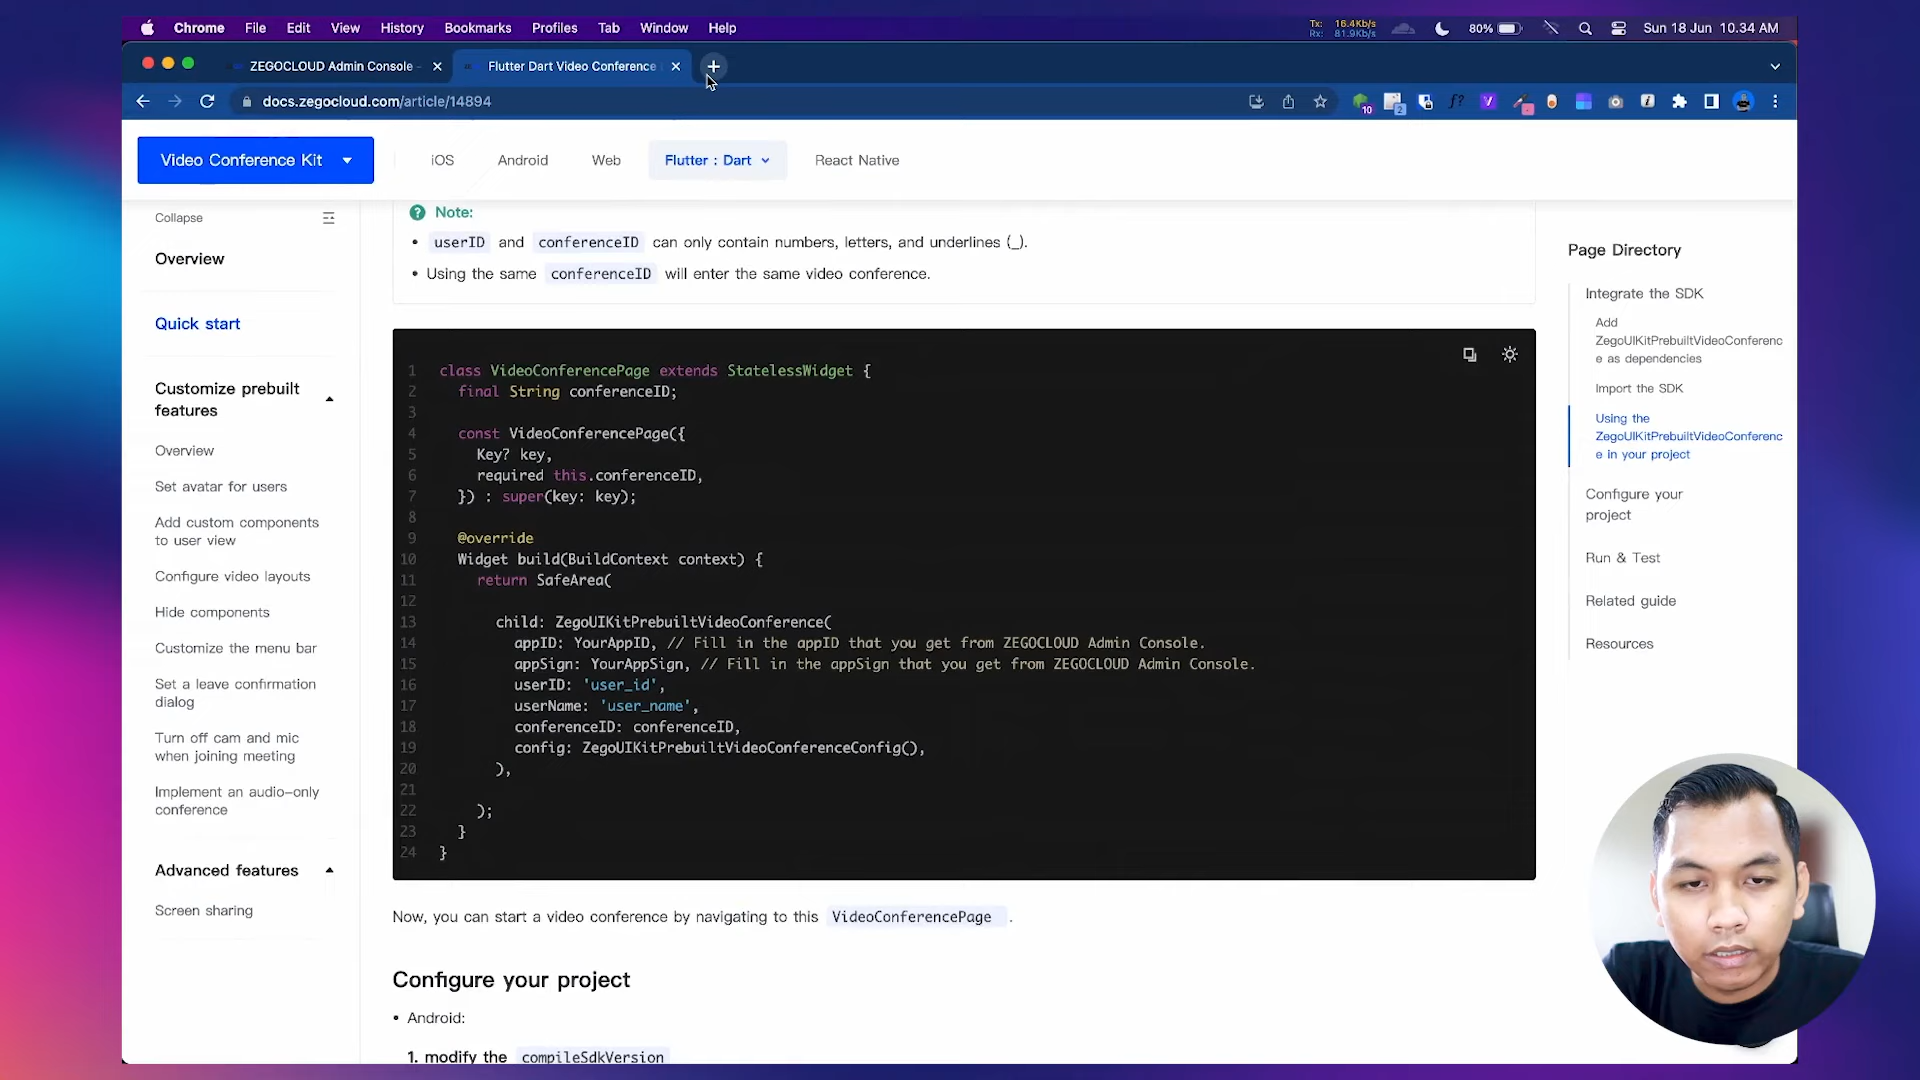 Chrome File Edit View History Bookmarks Profiles Tab Window Help
Tx: 16.4Kb/s
Rx: 81.9Kb/s
80% Sun 18 Jun 10.34 AM
ZEGOCLOUD Admin Console - Flutter Dart Video Conference
docs.zegocloud.com/article/14894
Video Conference Kit iOS Android Web Flutter : Dart React Native
Collapse
Overview
Quick start
Customize prebuilt
features
Overview
Set avatar for users
Add custom components
to user view
Configure video layouts
Hide components
Customize the menu bar
Set a leave confirmation
dialog
Turn off cam and mic
when joining meeting
Implement an audio-only
conference
Advanced features
Screen sharing
Note:
• userID and conferenceID can only contain numbers, letters, and underlines (_).
• Using the same conferenceID will enter the same video conference.
1 class VideoConferencePage extends StatelessWidget {
2 final String conferenceID;
3
4 const VideoConferencePage({
5 Key? key,
6 required this.conferenceID,
7 }) : super(key: key);
8
9 @override
10 Widget build(BuildContext context) {
11 return SafeArea(
12
13 child: ZegoUIKitPrebuiltVideoConference(
14 appID: YourAppID, // Fill in the appID that you get from ZEGOCLOUD Admin Console.
15 appSign: YourAppSign, // Fill in the appSign that you get from ZEGOCLOUD Admin Console.
16 userID: 'user_id',
17 userName: 'user_name',
18 conferenceID: conferenceID,
19 config: ZegoUIKitPrebuiltVideoConferenceConfig(),
20 ),
21
22 );
23 }
24 }
Now, you can start a video conference by navigating to this VideoConferencePage .
Configure your project
• Android:
1. modify the compileSdkVersion
Page Directory
Integrate the SDK
Add
ZegoUIKitPrebuiltVideoConferenc
e as dependencies
Import the SDK
Using the
ZegoUIKitPrebuiltVideoConferenc
e in your project
Configure your
project
Run & Test
Related guide
Resources